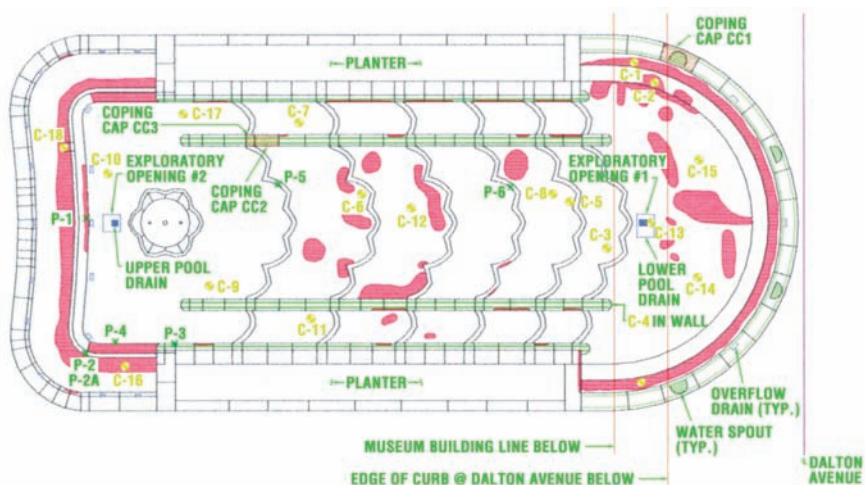 COPING
CAP CC1
PLANTER
C-1
C-2
COPING
CAP CC3
C-17
C-7
C-18
C-10
EXPLORATORY
OPENING #2
COPING
CAP CC2
P-5
C-6
C-12
P-6
C-8
C-5
C-3
EXPLORATORY
OPENING #1
C-15
C-13
P-1
UPPER POOL
DRAIN
C-9
LOWER
POOL
DRAIN
C-14
C-11
C-4 IN WALL
P-4
P-3
P-2
P-2A
C-16
PLANTER
OVERFLOW
DRAIN (TYP.)
WATER SPOUT
(TYP.)
MUSEUM BUILDING LINE BELOW
EDGE OF CURB @ DALTON AVENUE BELOW
DALTON
AVENUE